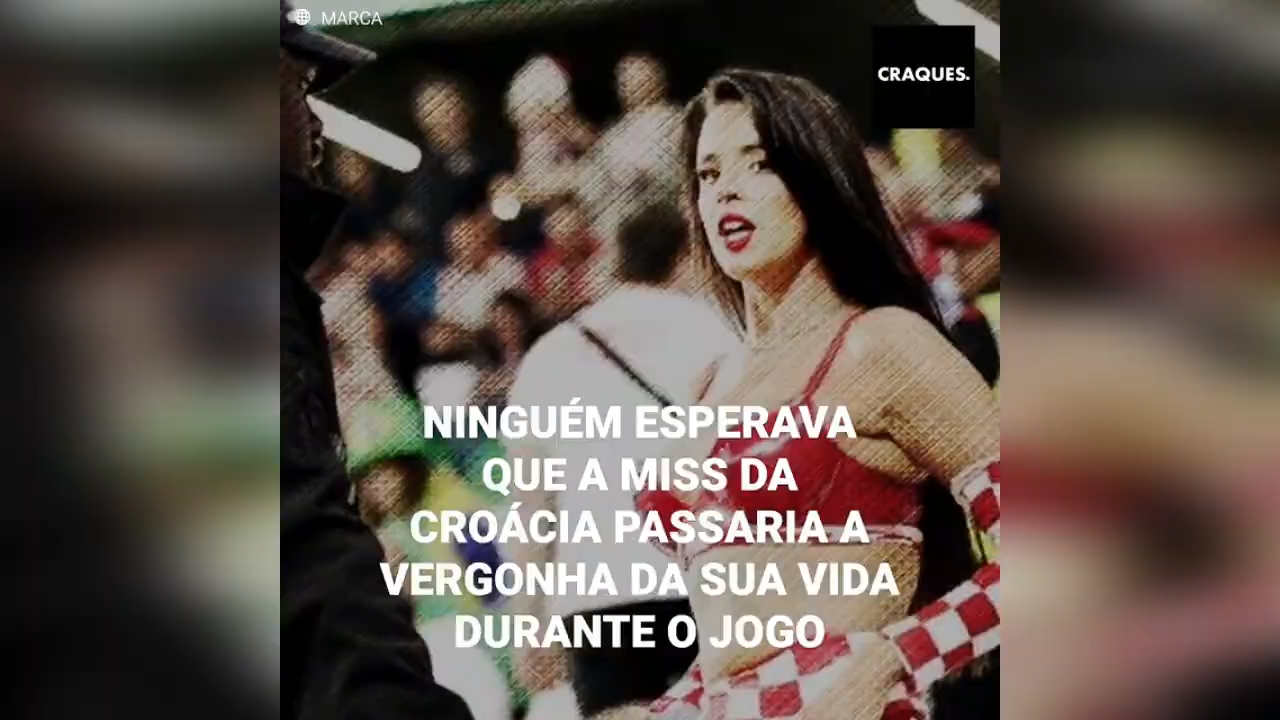 MARCA
CRAQUES.
NINGUÉM ESPERAVA
QUE A MISS DA
CROÁCIA PASSARIA A
VERGONHA DA SUA VIDA
DURANTE O JOGO